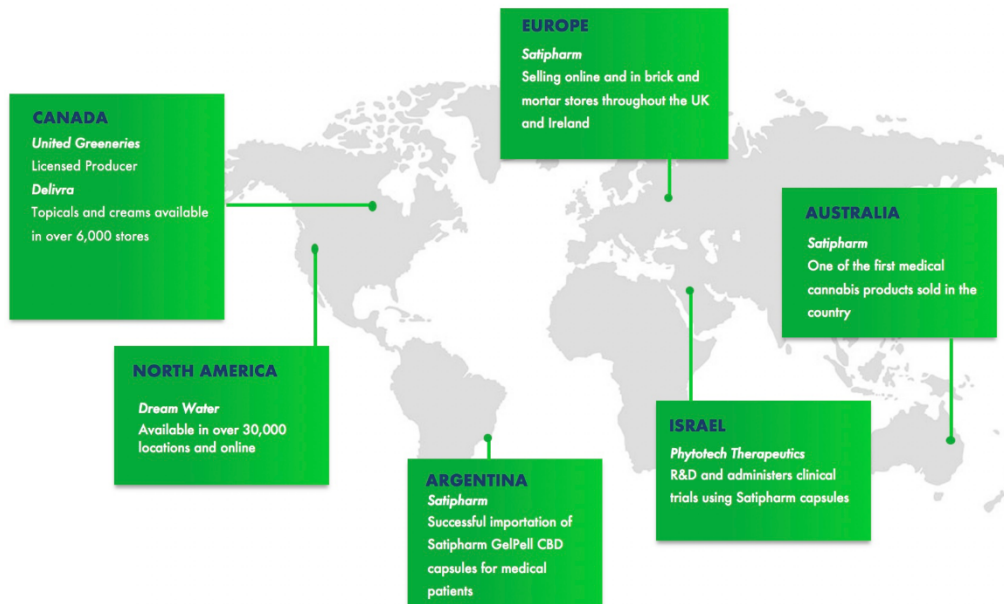 EUROPE
Satipharm
Selling online and in brick and
mortar stores throughout the UK
and Ireland
CANADA
United Greeneries
Licensed Producer
Delivra
Topicals and creams available
in over 6,000 stores
AUSTRALIA
Satipharm
One of the first medical
cannabis products sold in the
country
NORTH AMERICA
Dream Water
Available in over 30,000
locations and online
ISRAEL
Phytotech Therapeutics
R&D and administers clinical
trials using Satipharm capsules
ARGENTINA
Satipharm
Successful importation of
Satipharm GelPell CBD
capsules for medical
patients